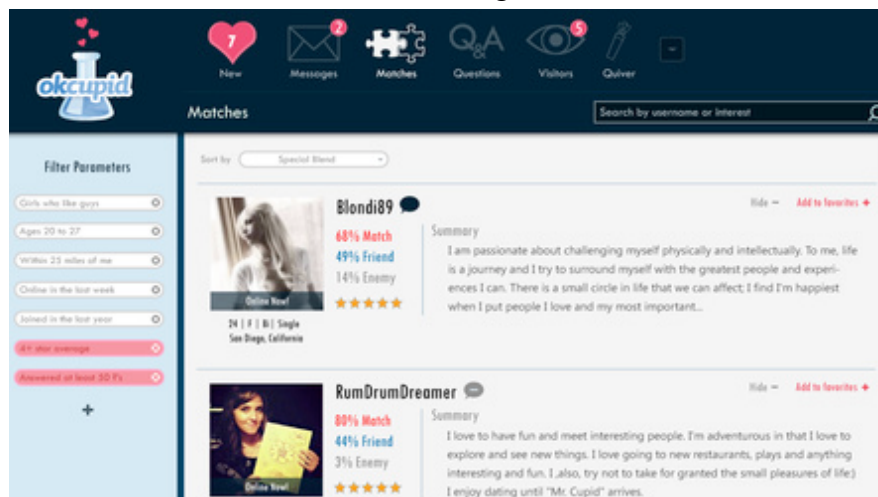 okcupid
7
2
5
New
Messages
Matches
Q&A
Questions
Visitors
Quiver
Matches
Search by username or interest
Filter Parameters
Girls who like guys
Ages 20 to 27
Within 25 miles of me
Online in the last week
Joined in the last year
4+ star average
Answered at least 50 ?'s
Sort by
Special Blend
Blondi89
Hide –
Add to favorites +
68% Match
49% Friend
14% Enemy
Online Now!
24 | F | Bi | Single
San Diego, California
Summary
I am passionate about challenging myself physically and intellectually. To me, life
is a journey and I try to surround myself with the greatest people and experi-
ences I can. There is a small circle in life that we can affect; I find I'm happiest
when I put people I love and my most important...
RumDrumDreamer
Hide –
Add to favorites +
80% Match
44% Friend
3% Enemy
Online Now!
Summary
I love to have fun and meet interesting people. I'm adventurous in that I love to
explore and see new things. I love going to new restaurants, plays and anything
interesting and fun. I ,also, try not to take for granted the small pleasures of life:)
I enjoy dating until "Mr. Cupid" arrives.